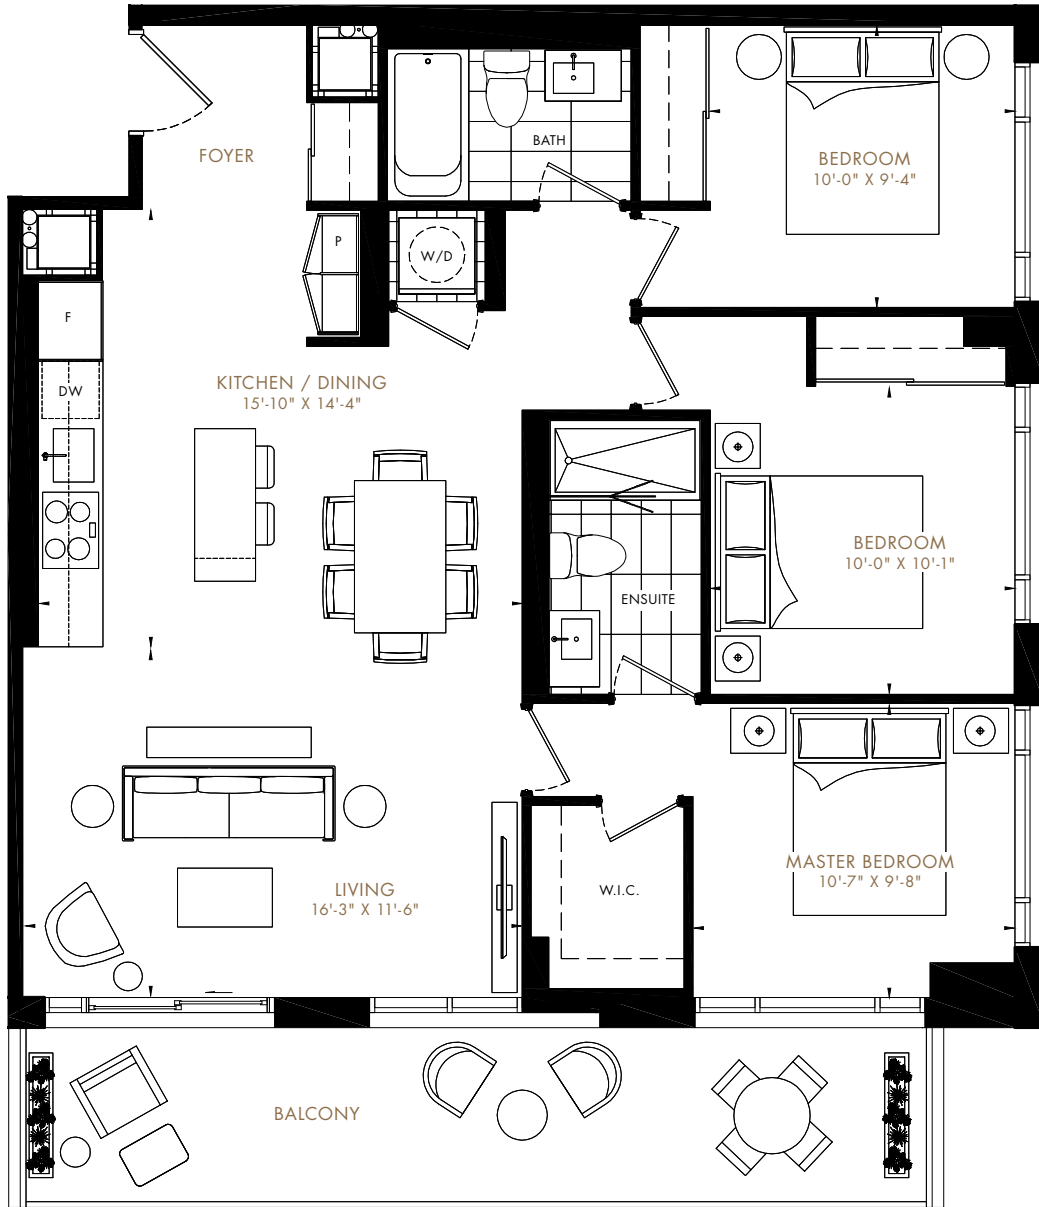 FOYER
BATH
BEDROOM
10'-0" X 9'-4"
P
W/D
F
DW
KITCHEN / DINING
15'-10" X 14'-4"
BEDROOM
10'-0" X 10'-1"
ENSUITE
MASTER BEDROOM
10'-7" X 9'-8"
LIVING
16'-3" X 11'-6"
W.I.C.
BALCONY